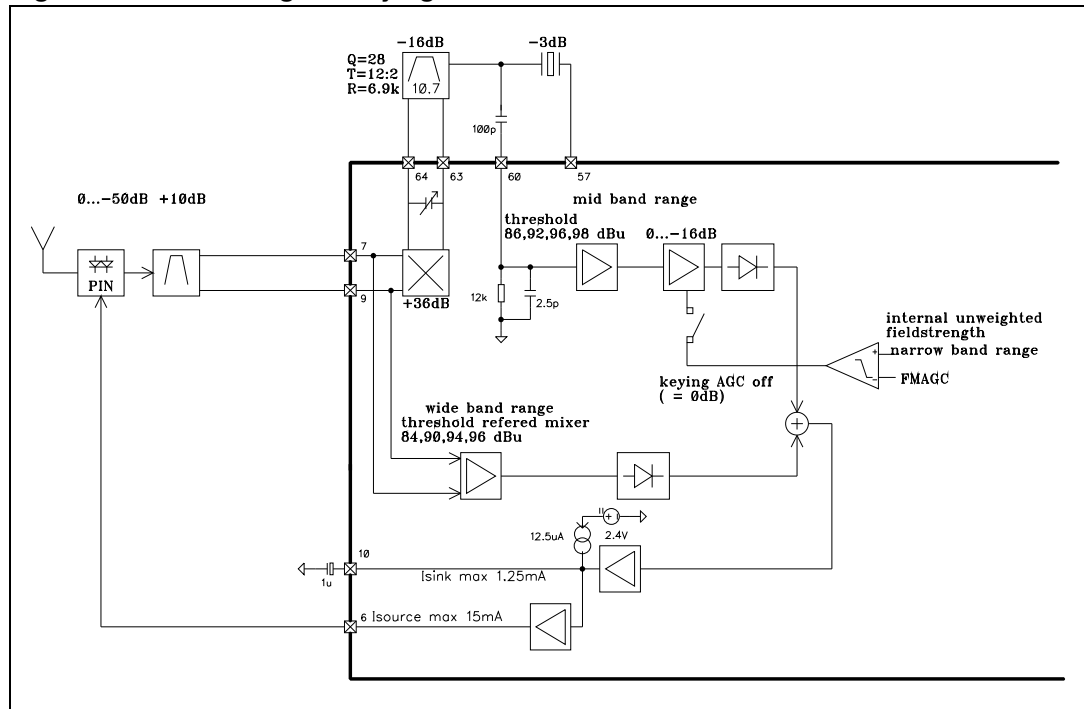 -16dB
-3dB
Q=28
T=12:2
R=6.9k
10.7
100p
64
63
60
57
0...-50dB +10dB
mid band range
threshold
86,92,96,98 dBu
0...-16dB
7
PIN
9
12k
2.5p
+36dB
internal unweighted
fieldstrength
narrow band range
+
-
FMAGC
keying AGC off
( = 0dB)
wide band range
threshold refered mixer
84,90,94,96 dBu
+
12.5uA
2.4V
10
1u
Isink max 1.25mA
6
Isource max 15mA